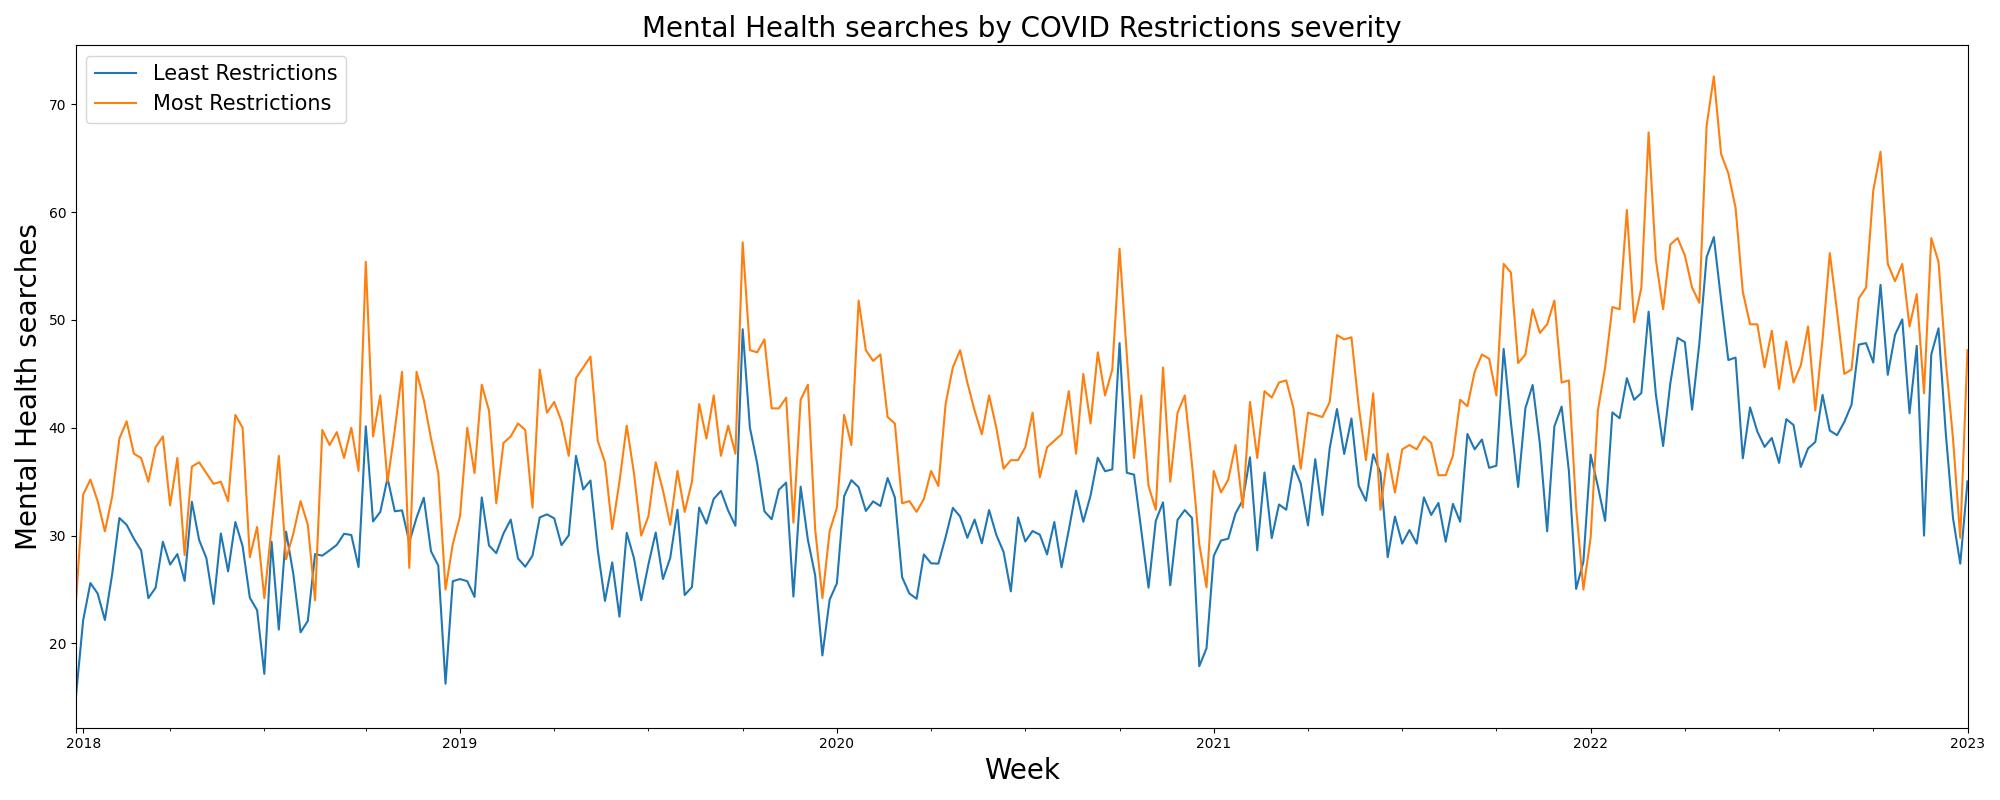 Mental Health searches by COVID Restrictions severity
Least Restrictions
Most Restrictions
70
60
50
40
30
20
Mental Health searches
2018 2019 2020 2021 2022 2023
Week